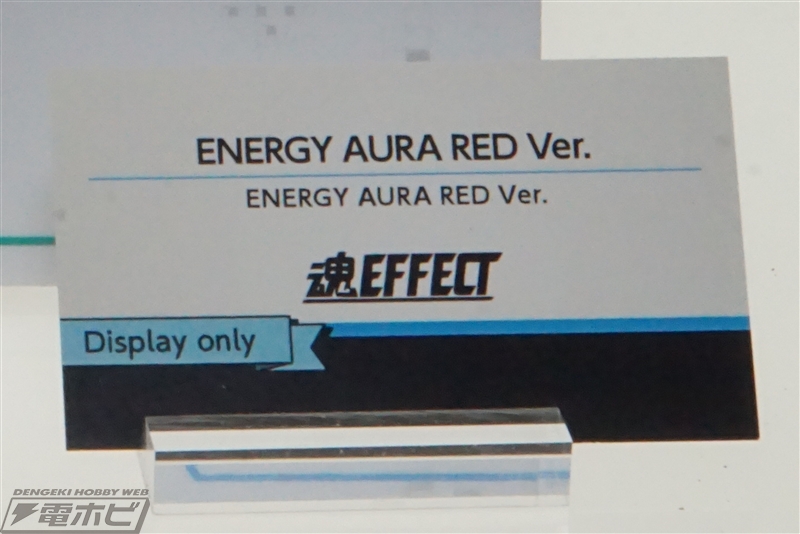 ENERGY AURA RED Ver.
ENERGY AURA RED Ver.
魂EFFECT
Display only
DENGEKI HOBBY WEB
電ホビ